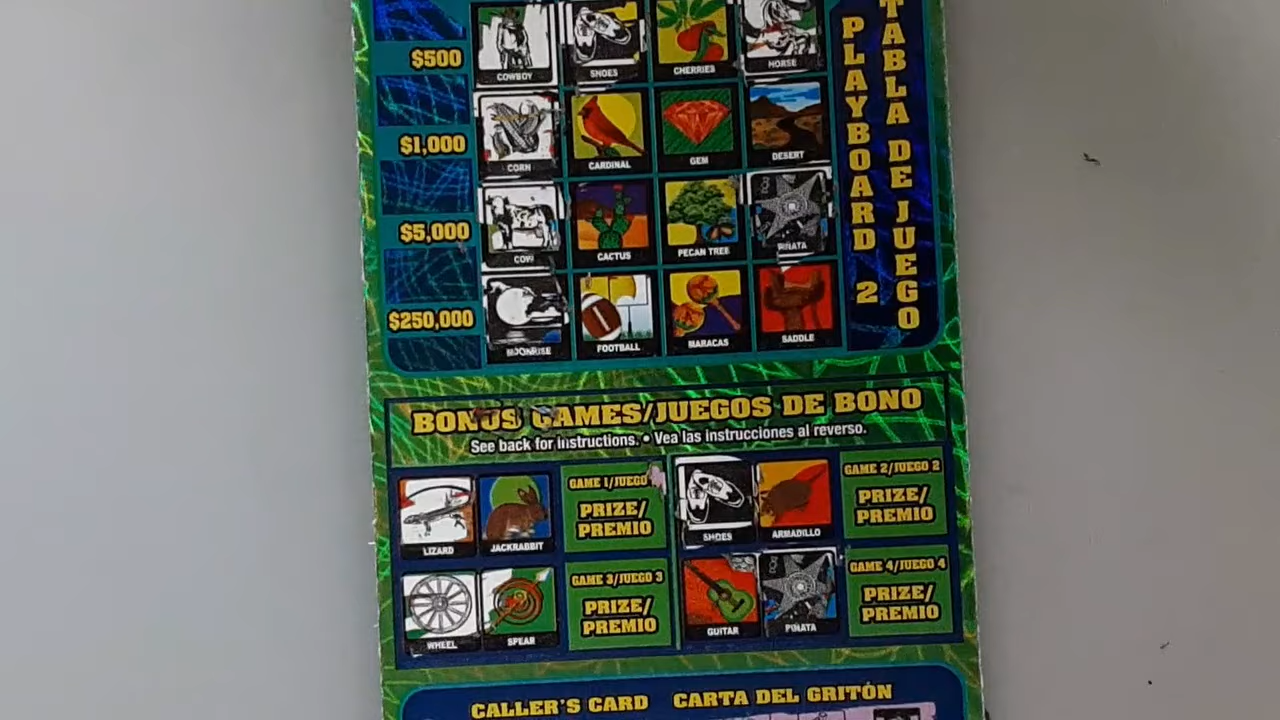 $500
$1,000
$5,000
$250,000
COWBOY SHOES CHERRIES HORSE
CORN CARDINAL GEM DESERT
COW CACTUS PECAN TREE PIÑATA
MOONRISE FOOTBALL MARACAS SADDLE
PLAYBOARD 2
TABLA DE JUEGO
BONUS GAMES/JUEGOS DE BONO
See back for instructions. • Vea las instrucciones al reverso.
LIZARD JACKRABBIT
GAME 1/JUEGO
PRIZE/
PREMIO
SHOES ARMADILLO
GAME 2/JUEGO 2
PRIZE/
PREMIO
WHEEL SPEAR
GAME 3/JUEGO 3
PRIZE/
PREMIO
GUITAR PIÑATA
GAME 4/JUEGO 4
PRIZE/
PREMIO
CALLER'S CARD CARTA DEL GRITÓN